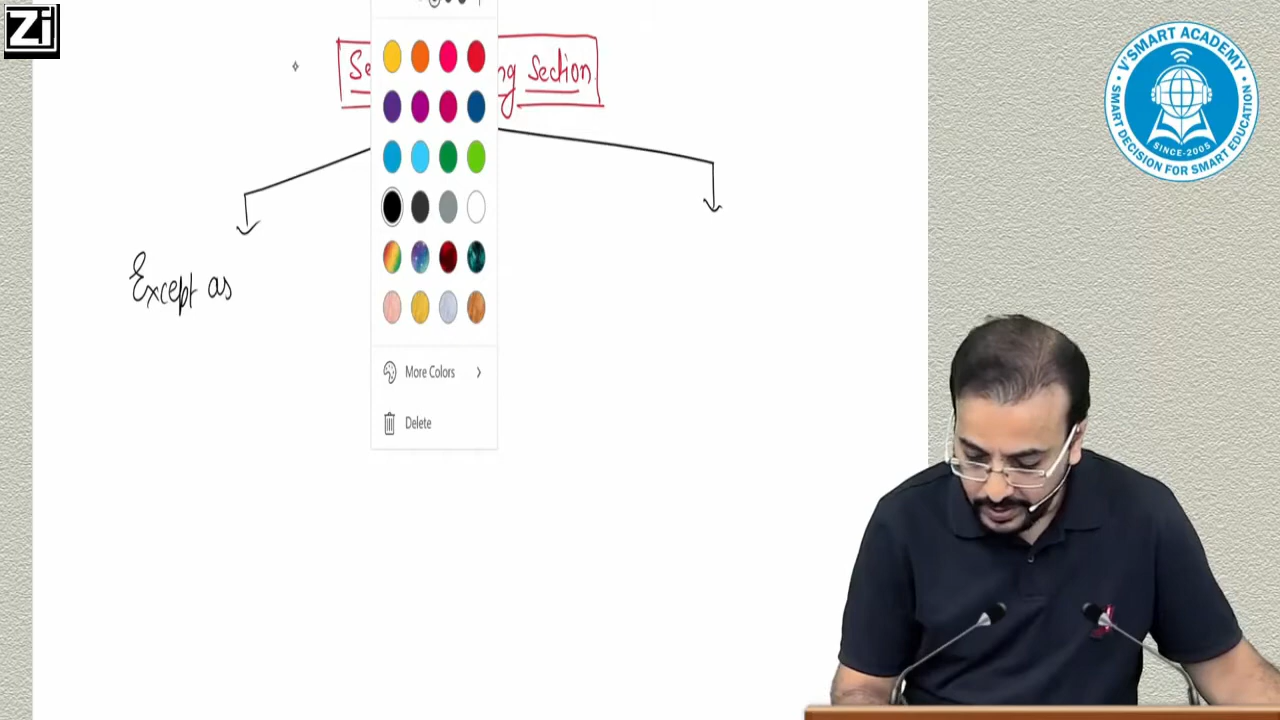 Zi
Se ng Section
Except as
More Colors
Delete
V'SMART ACADEMY
SINCE-2005
SMART DECISION FOR SMART EDUCATION